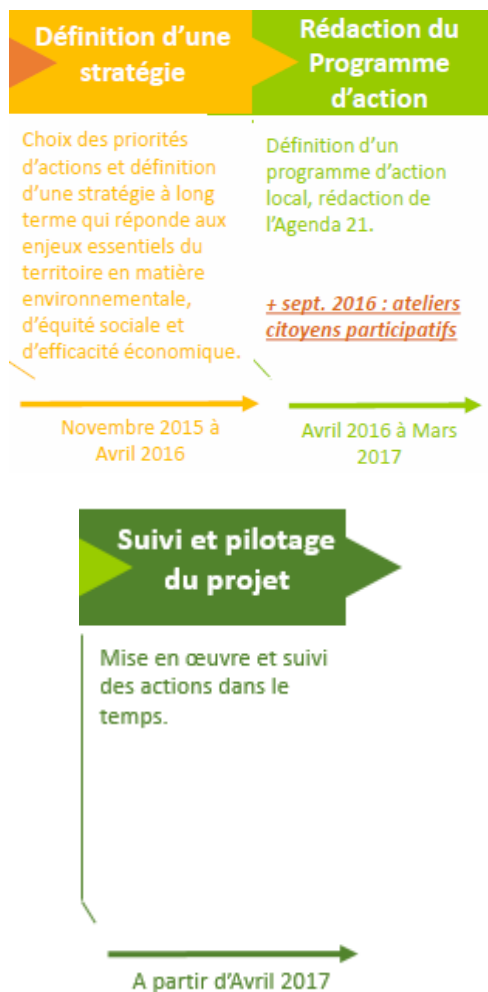 Définition d'une
stratégie
Choix des priorités
d'actions et définition
d'une stratégie à long
terme qui réponde aux
enjeux essentiels du
territoire en matière
environnementale,
d'équité sociale et
d'efficacité économique.
Novembre 2015 à
Avril 2016
Rédaction du
Programme
d'action
Définition d'un
programme d'action
local, rédaction de
l'Agenda 21.
+ sept. 2016 : ateliers
citoyens participatifs
Avril 2016 à Mars
2017
Suivi et pilotage
du projet
Mise en œuvre et suivi
des actions dans le
temps.
A partir d'Avril 2017